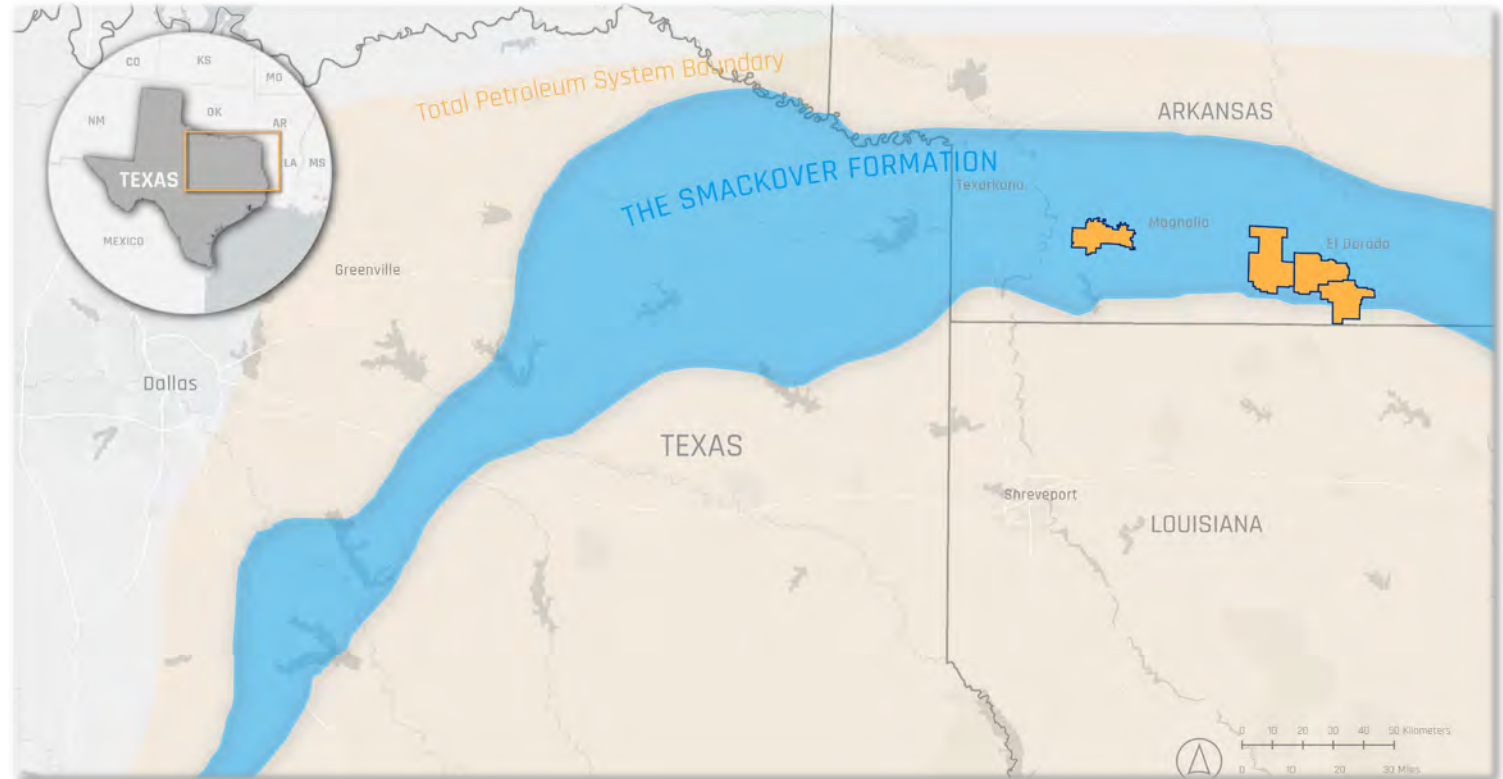 CO
KS
MO
NM
OK
AR
LA
MS
TEXAS
MEXICO
Total Petroleum System Boundary
ARKANSAS
THE SMACKOVER FORMATION
Texarkana
Magnolia
El Dorado
Greenville
Dallas
TEXAS
Shreveport
LOUISIANA
0 10 20 30 40 50 Kilometers
0 10 20 30 Miles